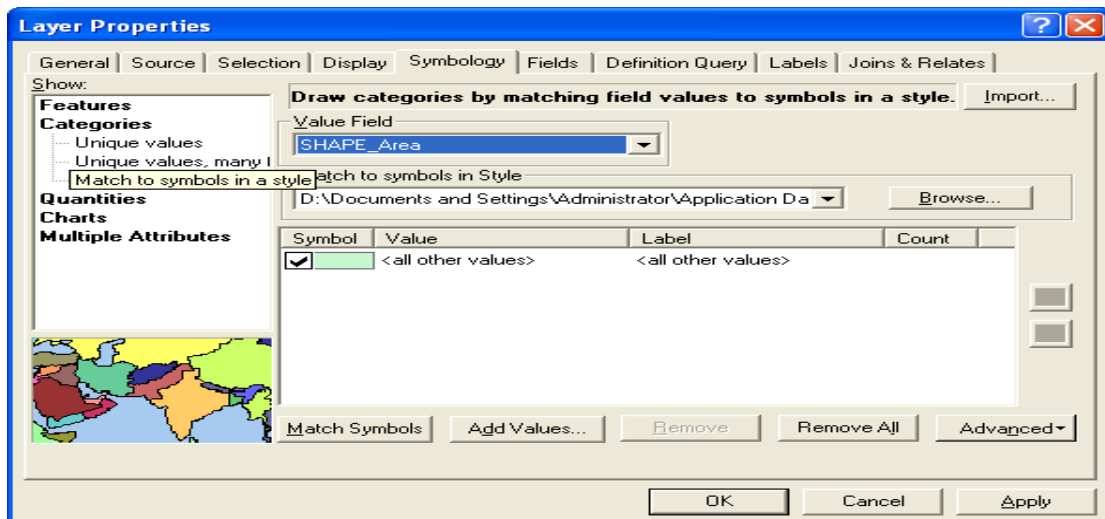 Layer Properties
General Source Selection Display Symbology Fields Definition Query Labels Joins & Relates
Show:
Features
Categories
Unique values
Unique values, many
Match to symbols in a style
Quantities
Charts
Multiple Attributes
Draw categories by matching field values to symbols in a style. Import...
Value Field
SHAPE_Area
atch to symbols in Style
D:\Documents and Settings\Administrator\Application Da Browse...
Symbol Value Label Count
<all other values> <all other values>
Match Symbols Add Values... Remove Remove All Advanced
OK Cancel Apply